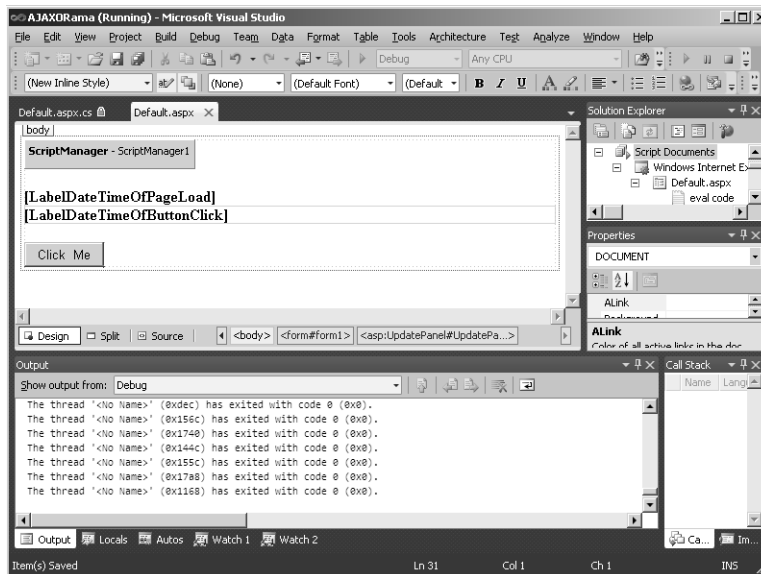 AJAXORama (Running) - Microsoft Visual Studio
File Edit View Project Build Debug Team Data Format Table Tools Architecture Test Analyze Window Help
Debug Any CPU
(New Inline Style) (None) (Default Font) (Default B I U A
Default.aspx.cs Default.aspx
body
ScriptManager - ScriptManager1
[LabelDateTimeOfPageLoad]
[LabelDateTimeOfButtonClick]
Click Me
Design Split Source <body> <form#form1> <asp:UpdatePanel#UpdatePa...>
Solution Explorer
Script Documents
Windows Internet Ex
Default.aspx
eval code
Properties
DOCUMENT
ALink
ALink
Color of all active links in the doc
Output
Show output from: Debug
The thread '<No Name>' (0xdec) has exited with code 0 (0x0).
The thread '<No Name>' (0x156c) has exited with code 0 (0x0).
The thread '<No Name>' (0x1740) has exited with code 0 (0x0).
The thread '<No Name>' (0x144c) has exited with code 0 (0x0).
The thread '<No Name>' (0x155c) has exited with code 0 (0x0).
The thread '<No Name>' (0x17a8) has exited with code 0 (0x0).
The thread '<No Name>' (0x1168) has exited with code 0 (0x0).
Call Stack
Name Lang
Output Locals Autos Watch 1 Watch 2
Ca... Im...
Item(s) Saved Ln 31 Col 1 Ch 1 INS